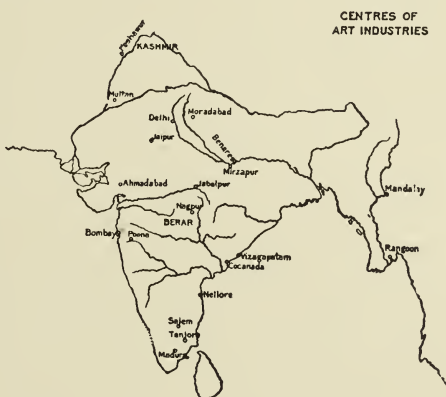 CENTRES OF
ART INDUSTRIES
Peshawur
KASHMIR
Multan
Moradabad
Delhi
Jaipur
Benares
Mirzapur
Ahmadabad
Jabalpur
Mandalay
Nagpur
BERAR
Bombay
Poona
Vizagapatam
Cocanada
Rangoon
Nellore
Salem
Tanjore
Madura